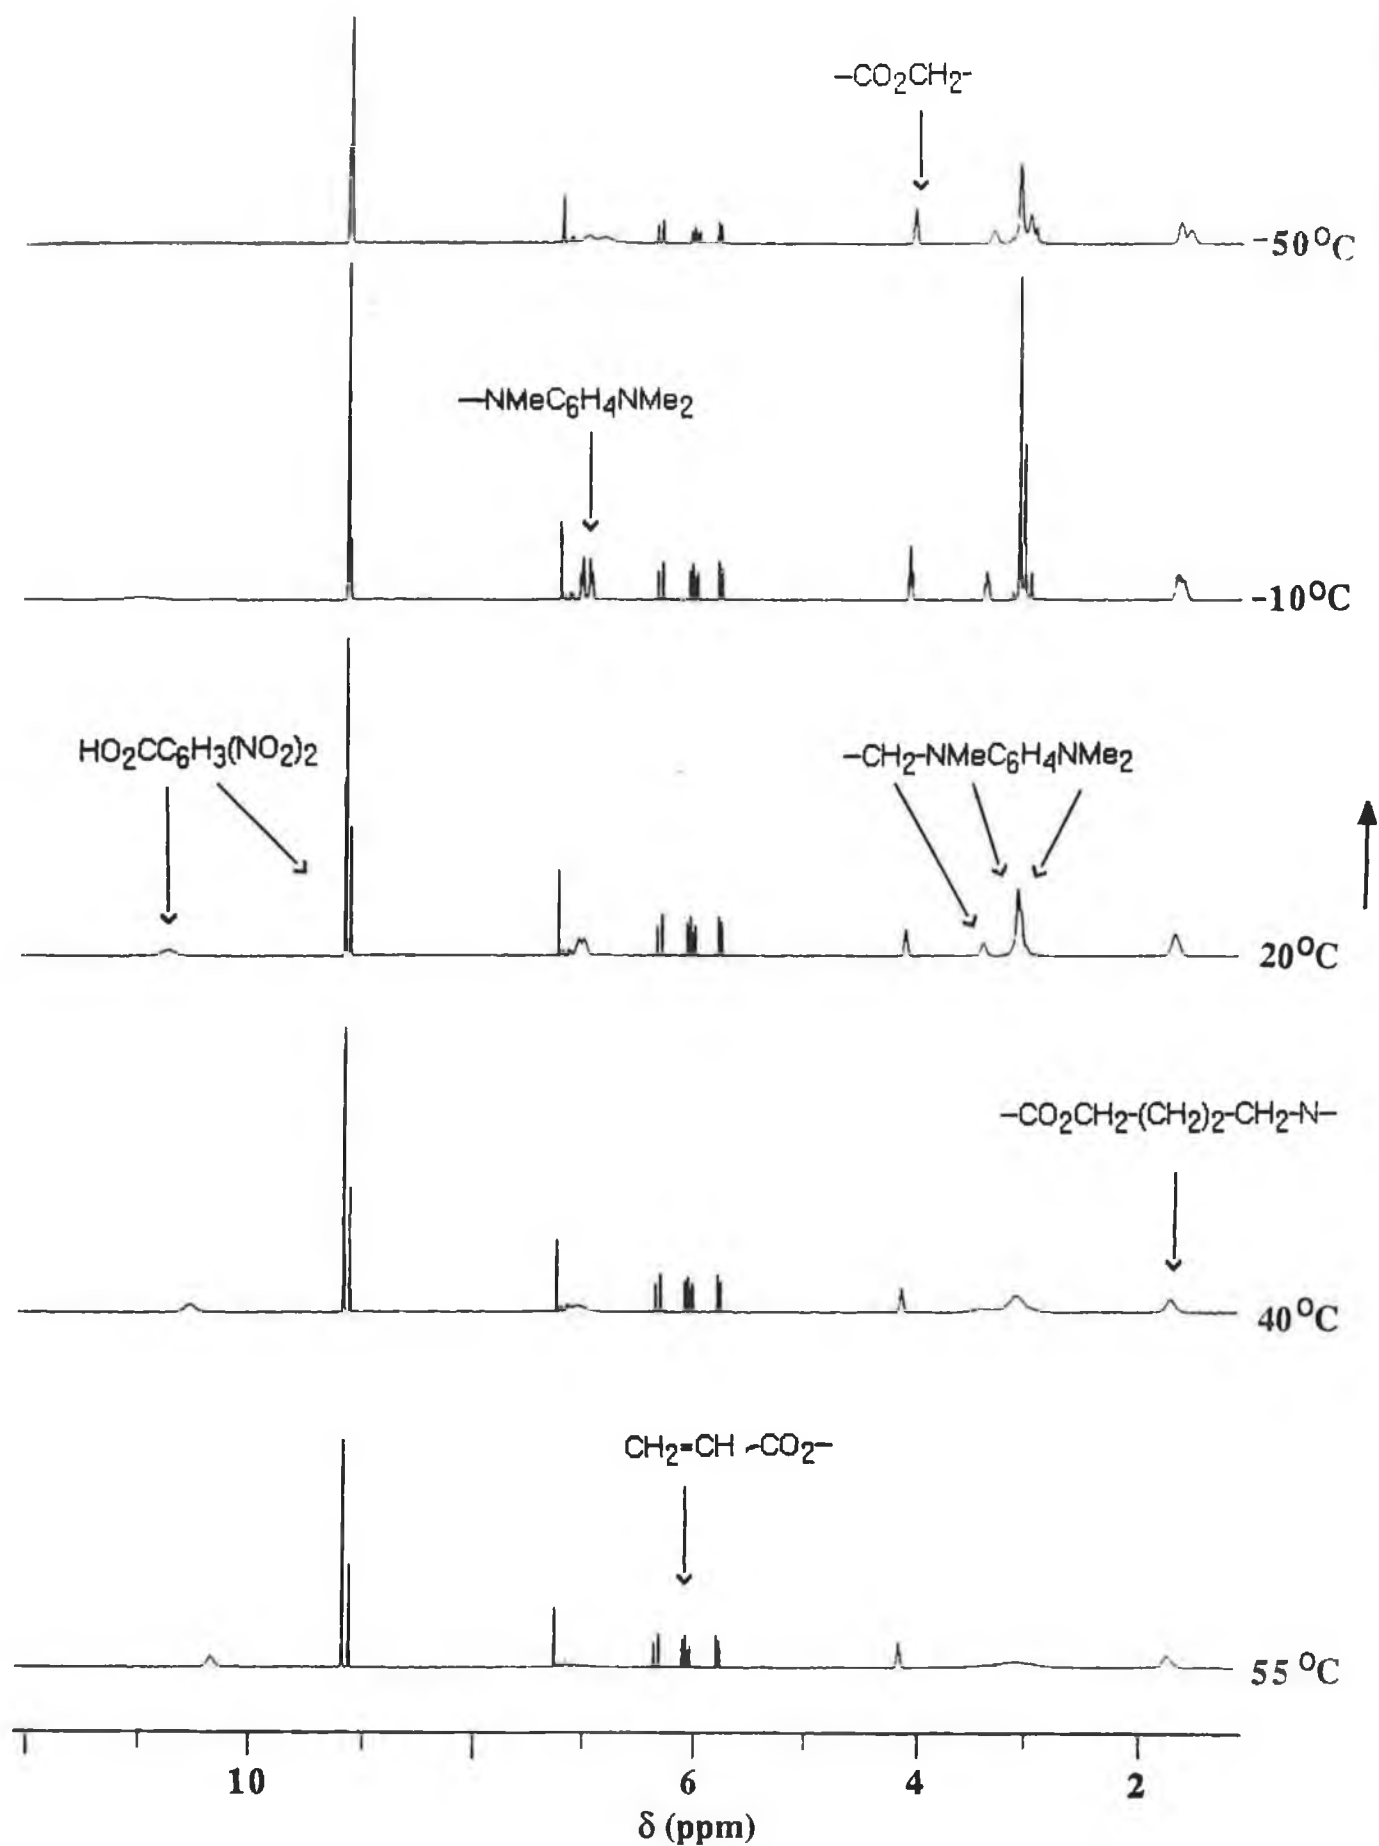 –CO₂CH₂-
-50°C
–NMeC₆H₄NMe₂
-10°C
HO₂CC₆H₃(NO₂)₂
–CH₂-NMeC₆H₄NMe₂
20°C
–CO₂CH₂-(CH₂)₂-CH₂-N–
40°C
CH₂=CH -CO₂–
55 °C
10 6 4 2
δ (ppm)